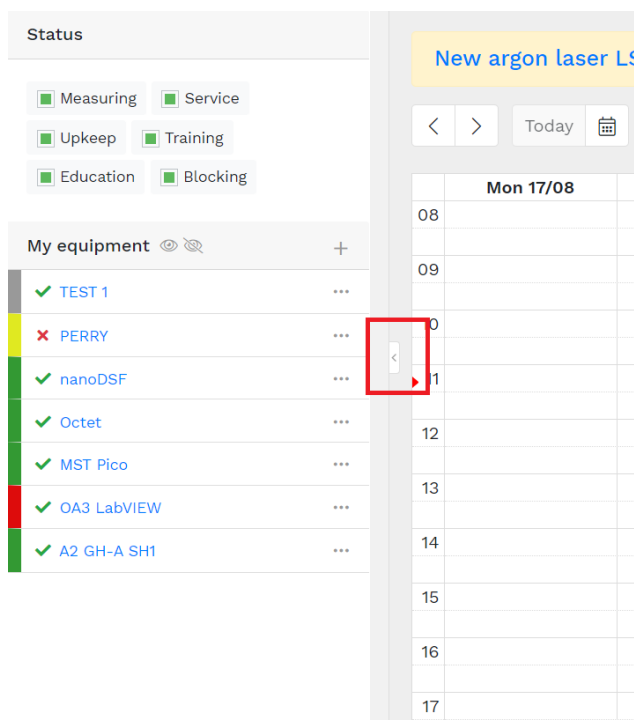 Status
New argon laser LS
Measuring Service
Upkeep Training
Education Blocking
Today
Mon 17/08
My equipment
TEST 1
PERRY
nanoDSF
Octet
MST Pico
OA3 LabVIEW
A2 GH-A SH1
08
09
10
11
12
13
14
15
16
17